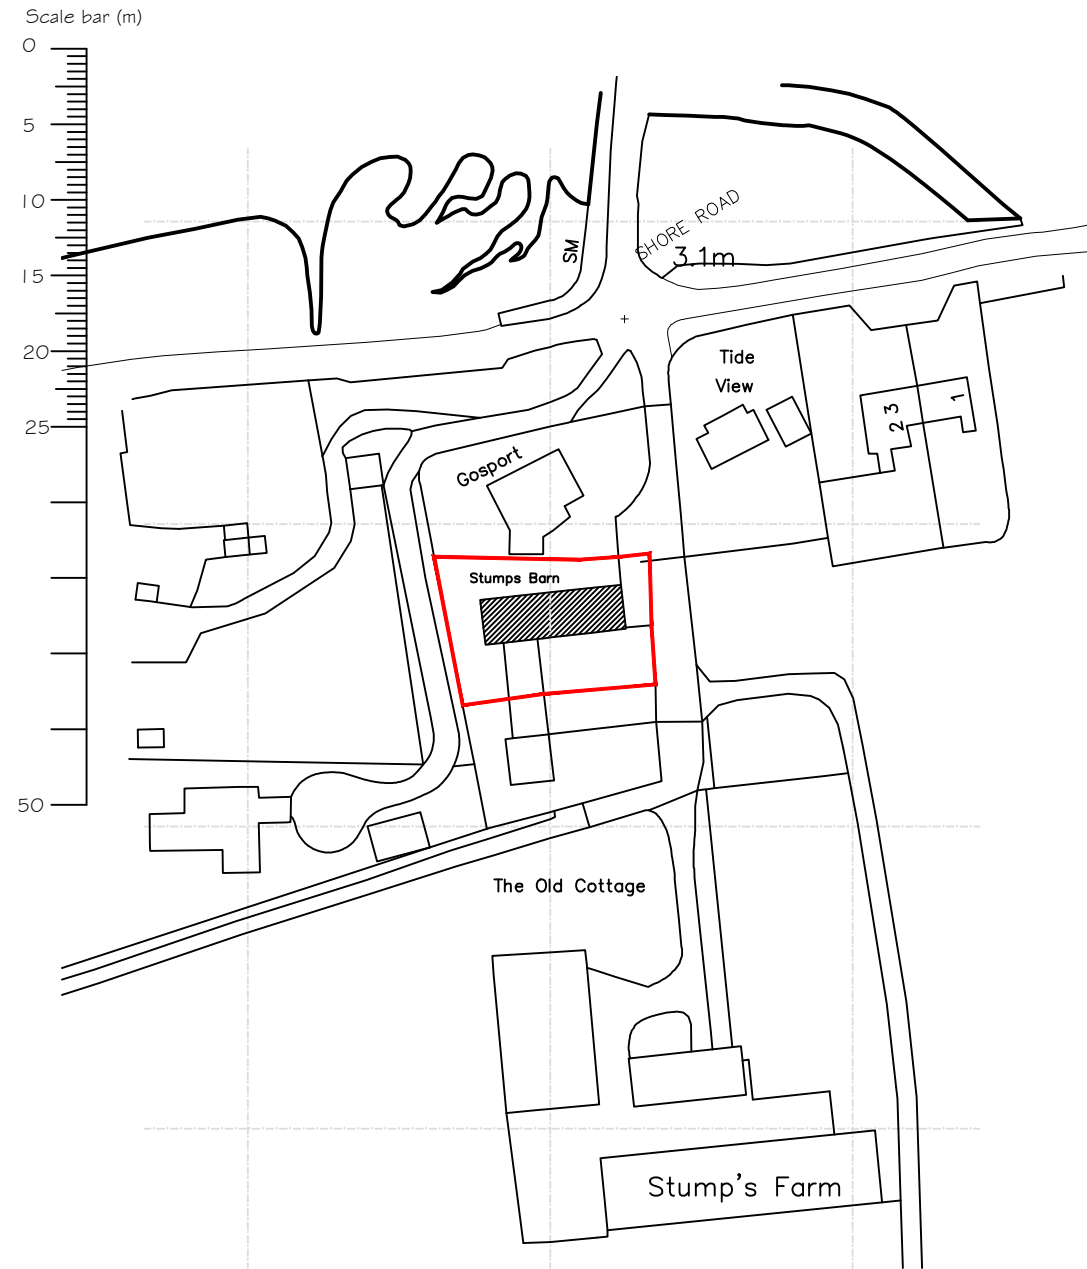 Scale bar (m)
0
5
10
15
20
25
50
SM
SHORE ROAD
3.1m
Tide
View
1
2 3
Gosport
Stumps Barn
The Old Cottage
Stump's Farm